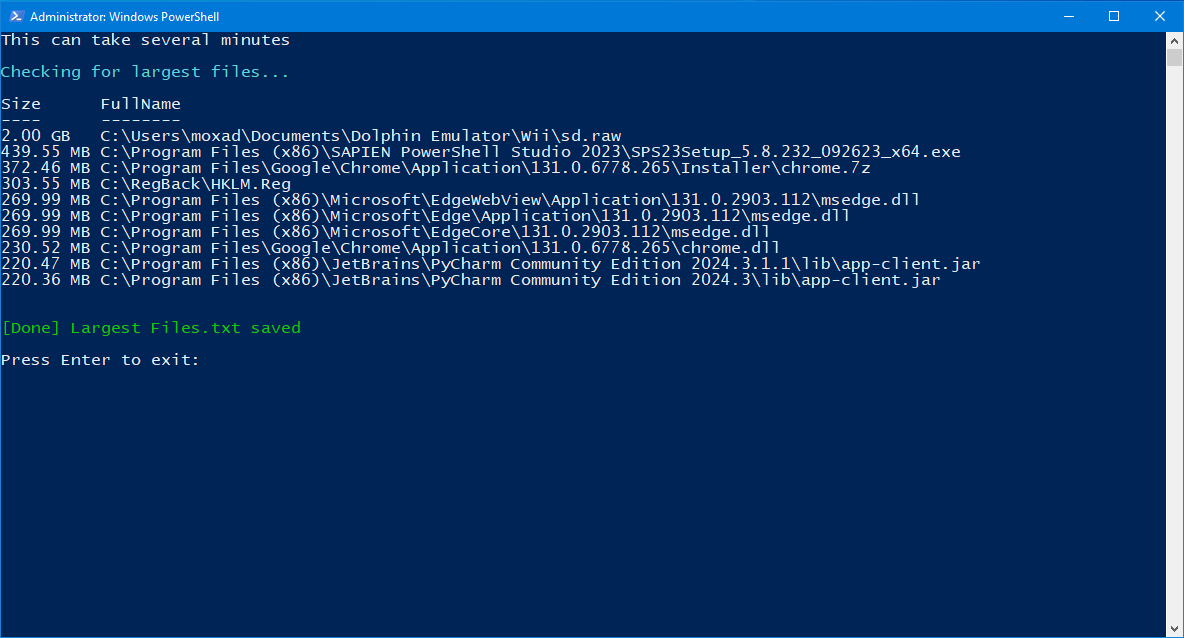 Administrator: Windows PowerShell
This can take several minutes
Checking for largest files...
Size      FullName
----      --------
2.00 GB   C:\Users\moxad\Documents\Dolphin Emulator\Wii\sd.raw
439.55 MB C:\Program Files (x86)\SAPIEN PowerShell Studio 2023\SPS23Setup_5.8.232_092623_x64.exe
372.46 MB C:\Program Files\Google\Chrome\Application\131.0.6778.265\Installer\chrome.7z
303.55 MB C:\RegBack\HKLM.Reg
269.99 MB C:\Program Files (x86)\Microsoft\EdgeWebView\Application\131.0.2903.112\msedge.dll
269.99 MB C:\Program Files (x86)\Microsoft\Edge\Application\131.0.2903.112\msedge.dll
269.99 MB C:\Program Files (x86)\Microsoft\EdgeCore\131.0.2903.112\msedge.dll
230.52 MB C:\Program Files\Google\Chrome\Application\131.0.6778.265\chrome.dll
220.47 MB C:\Program Files (x86)\JetBrains\PyCharm Community Edition 2024.3.1.1\lib\app-client.jar
220.36 MB C:\Program Files (x86)\JetBrains\PyCharm Community Edition 2024.3\lib\app-client.jar
[Done] Largest Files.txt saved
Press Enter to exit: